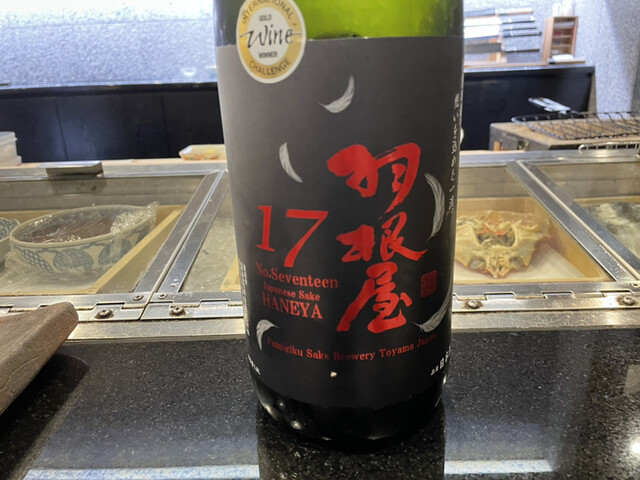 INTERNATIONAL
GOLD
Wine
WINNER
CHALLENGE
羽根屋
17
No.Seventeen
Japanese Sake
HANEYA
Fumigiku Sake Brewery Toyama Japan